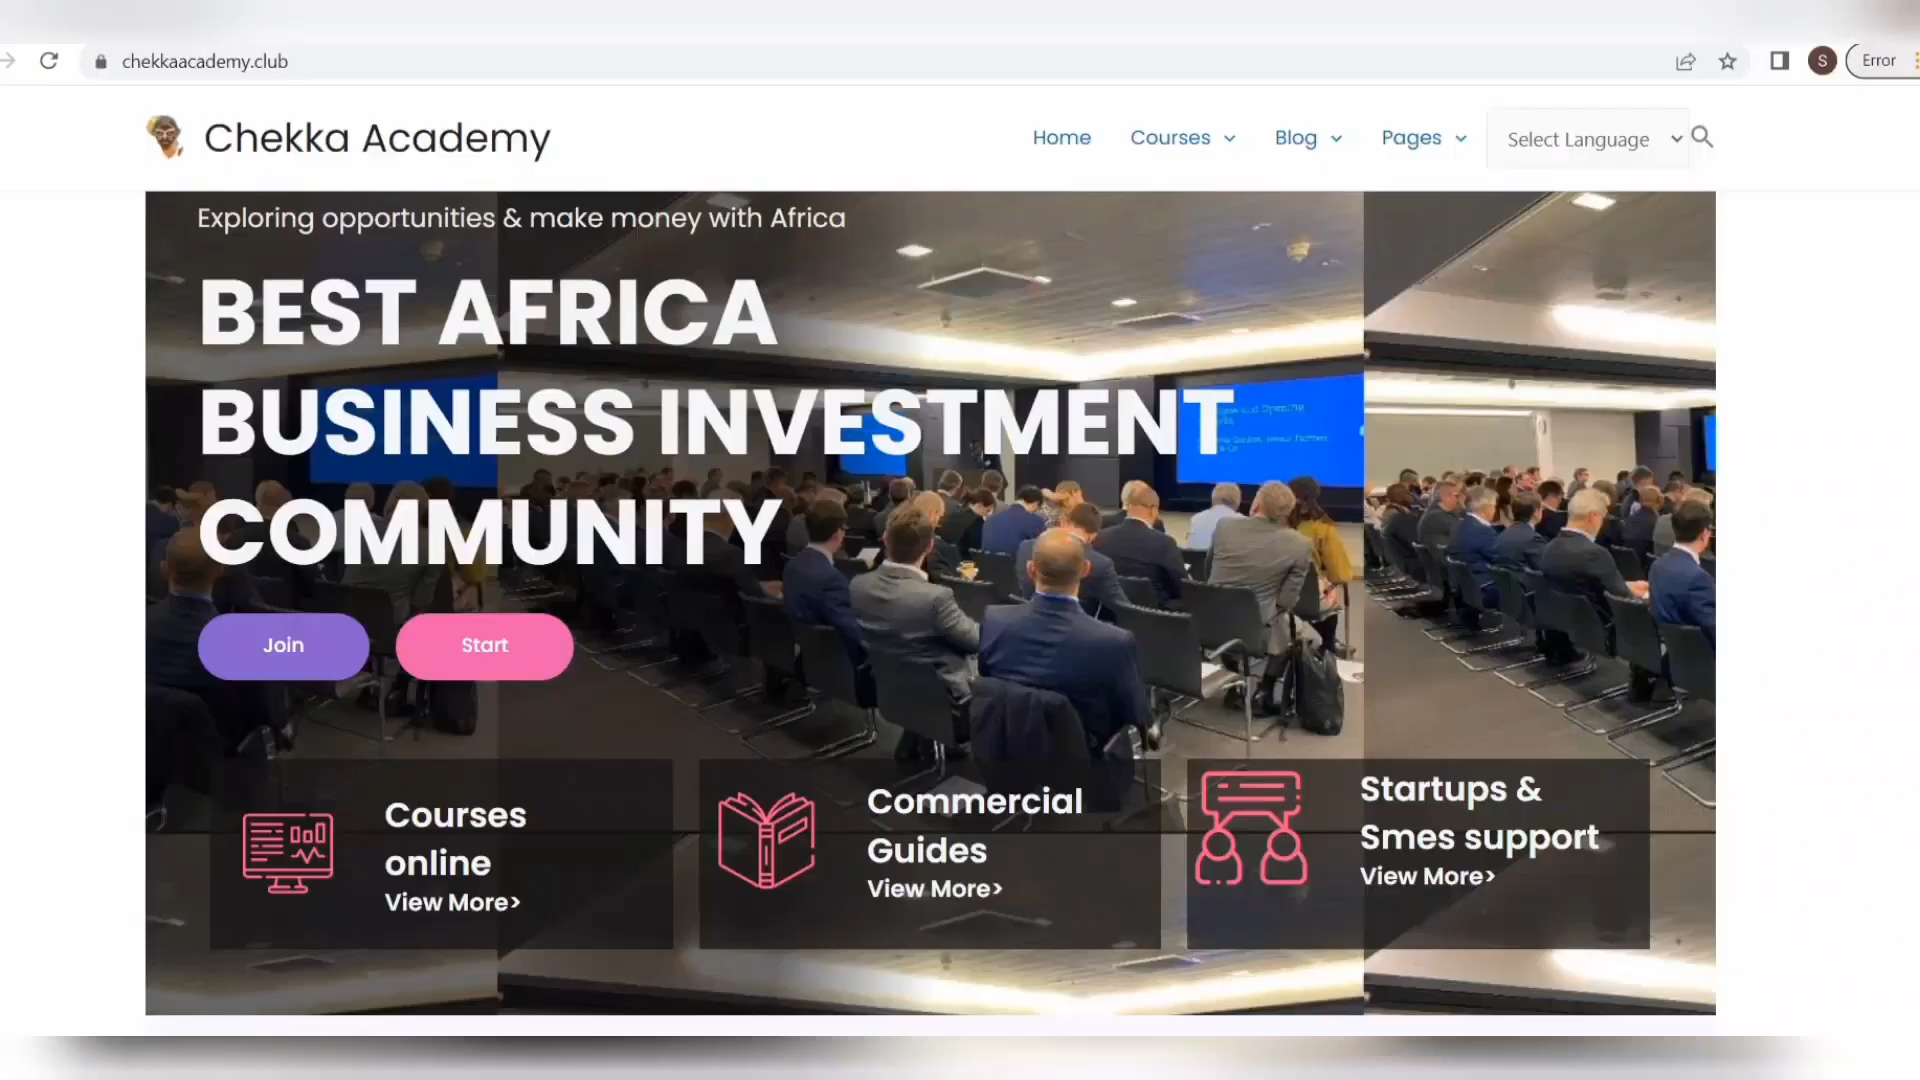 chekkaacademy.club
S
Error
Chekka Academy
Home
Courses
Blog
Pages
Select Language
Exploring opportunities & make money with Africa
BEST AFRICA
BUSINESS INVESTMENT
COMMUNITY
Join
Start
Courses
online
View More>
Commercial
Guides
View More>
Startups &
Smes support
View More>